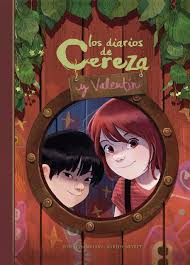 los diarios
de
Cereza
y Valentín